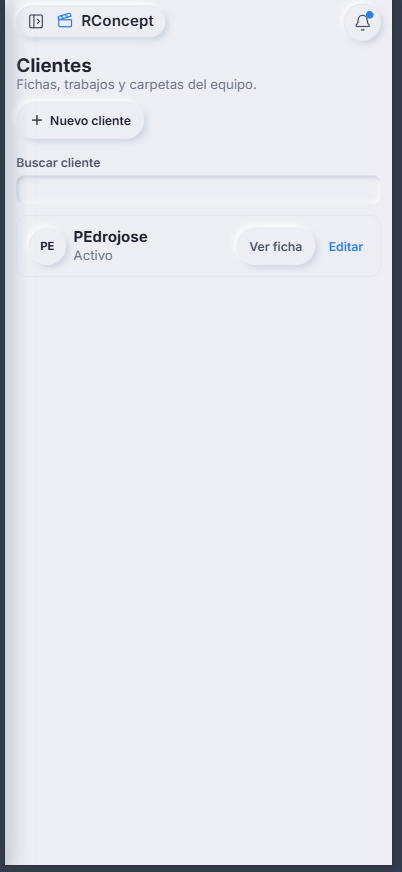 RConcept
Clientes
Fichas, trabajos y carpetas del equipo.
+ Nuevo cliente
Buscar cliente
PE
PEdrojose
Activo
Ver ficha
Editar